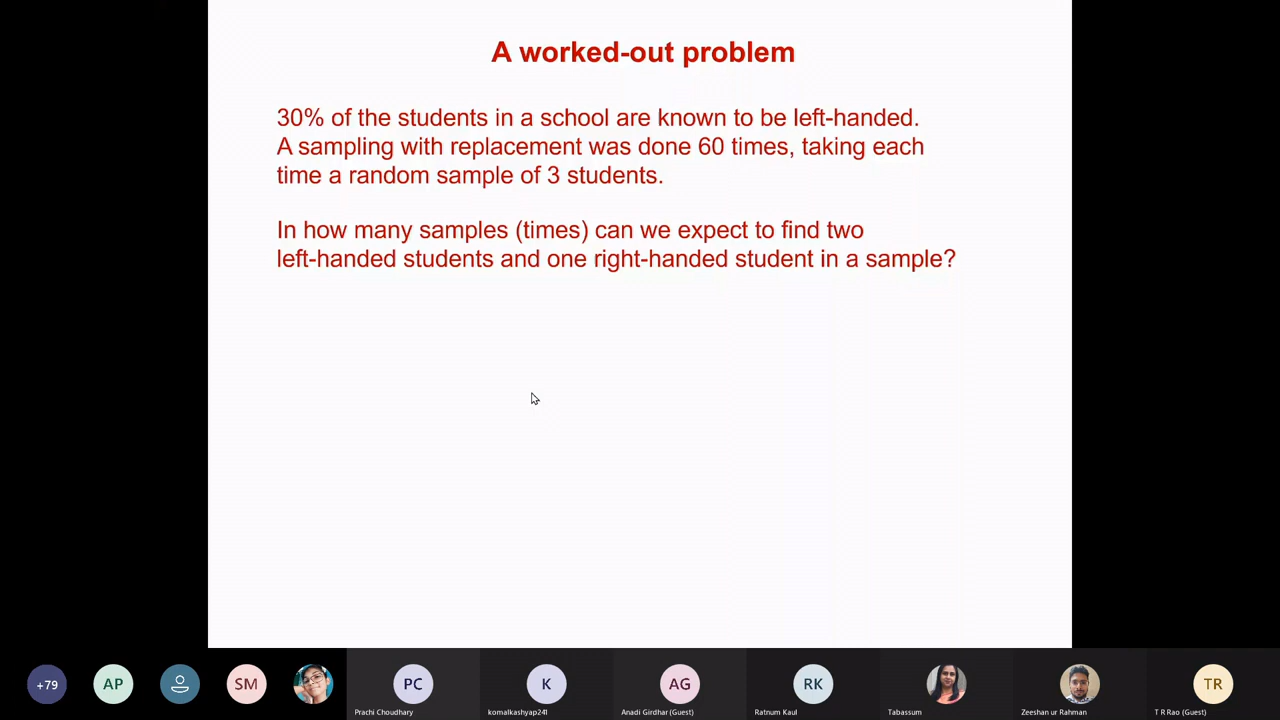 A worked-out problem
30% of the students in a school are known to be left-handed.
A sampling with replacement was done 60 times, taking each
time a random sample of 3 students.
In how many samples (times) can we expect to find two
left-handed students and one right-handed student in a sample?
+79
AP
SM
PC
K
AG
RK
TR
Prachi Choudhary
komalkashyap241
Anadi Girdhar (Guest)
Ratnum Kaul
Tabassum
Zeeshan ur Rahman
T R Rao (Guest)